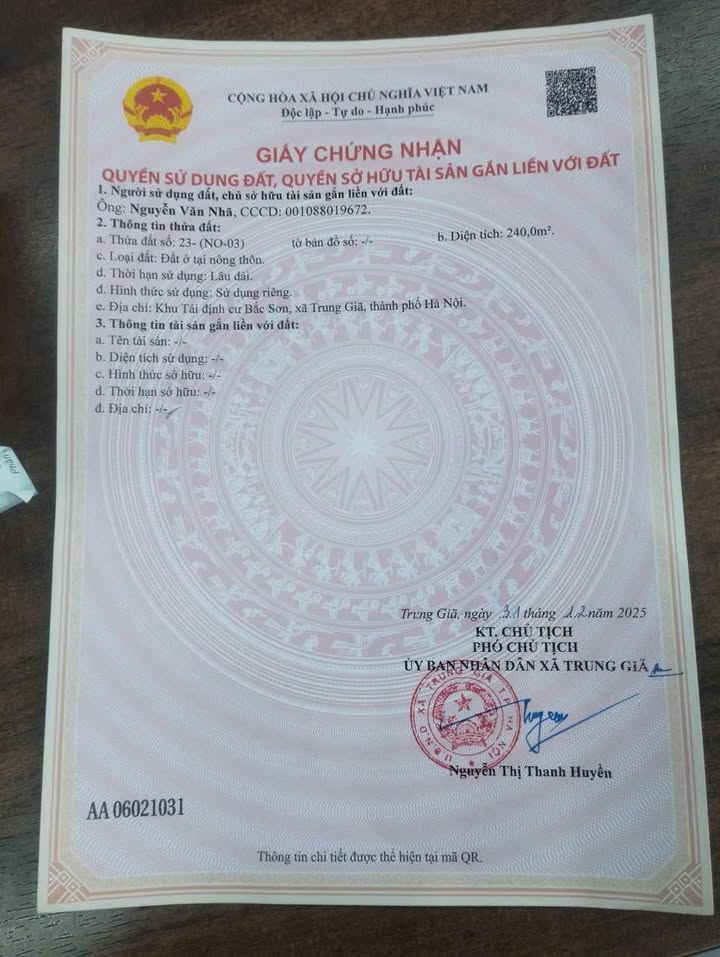 CỘNG HÒA XÃ HỘI CHỦ NGHĨA VIỆT NAM
Độc lập - Tự do - Hạnh phúc
GIẤY CHỨNG NHẬN
QUYỀN SỬ DỤNG ĐẤT, QUYỀN SỞ HỮU TÀI SẢN GẮN LIỀN VỚI ĐẤT
1. Người sử dụng đất, chủ sở hữu tài sản gắn liền với đất:
Ông: Nguyễn Văn Nhã, CCCD: 001088019672.
2. Thông tin thửa đất:
a. Thửa đất số: 23- (NO-03) tờ bản đồ số: -/- b. Diện tích: 240,0m².
c. Loại đất: Đất ở tại nông thôn.
d. Thời hạn sử dụng: Lâu dài.
đ. Hình thức sử dụng: Sử dụng riêng.
e. Địa chỉ: Khu Tái định cư Bắc Sơn, xã Trung Giã, thành phố Hà Nội.
3. Thông tin tài sản gắn liền với đất:
a. Tên tài sản: -/-
b. Diện tích sử dụng: -/-
c. Hình thức sở hữu: -/-
d. Thời hạn sở hữu: -/-
đ. Địa chỉ: -/-
Trung Giã, ngày 31 tháng 12 năm 2025
KT. CHỦ TỊCH
PHÓ CHỦ TỊCH
ỦY BAN NHÂN DÂN XÃ TRUNG GIÃ
U.B.N.D XÃ TRUNG GIÃ T.P HÀ NỘI
Nguyễn Thị Thanh Huyền
AA 06021031
Thông tin chi tiết được thể hiện tại mã QR.